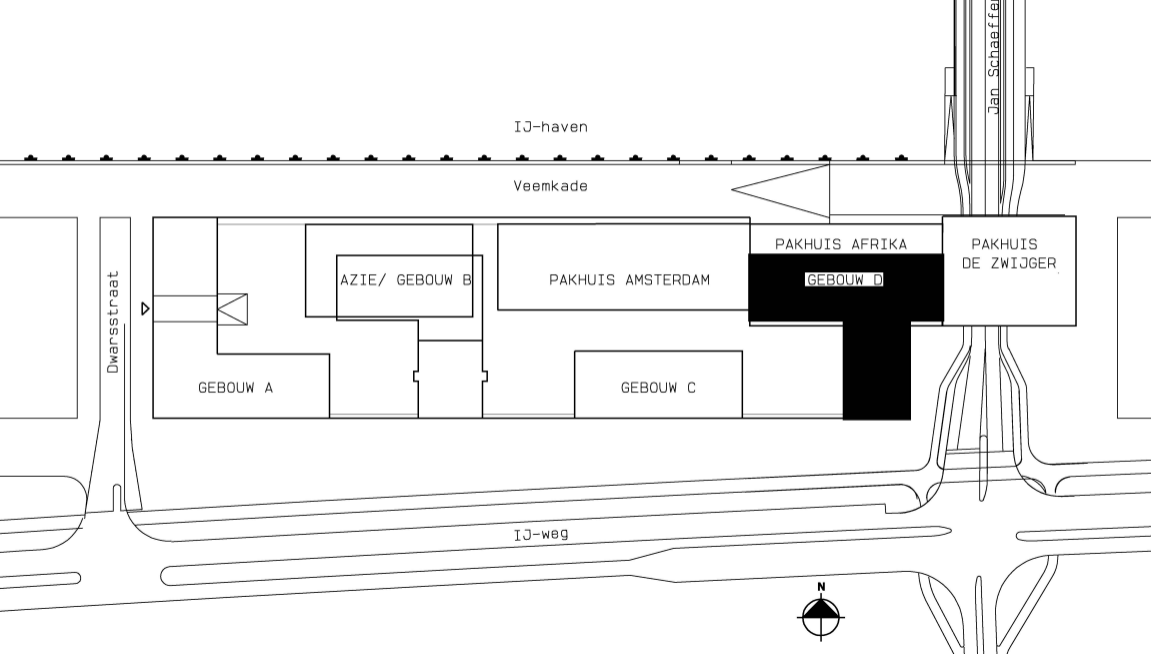 Jan Schaeffer
IJ-haven
Veemkade
PAKHUIS AFRIKA
PAKHUIS
DE ZWIJGER
AZIE/ GEBOUW B
PAKHUIS AMSTERDAM
GEBOUW D
Dwarsstraat
GEBOUW A
GEBOUW C
IJ-weg
N